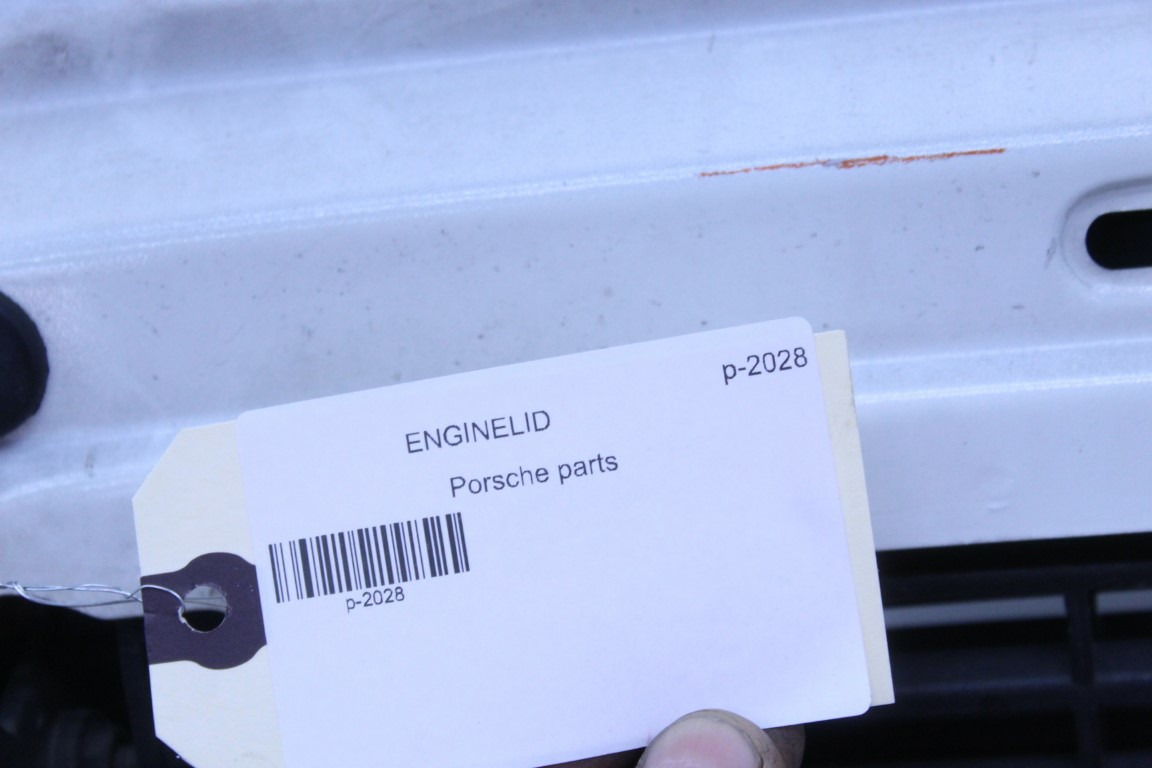 p-2028
ENGINELID
Porsche parts
p-2028